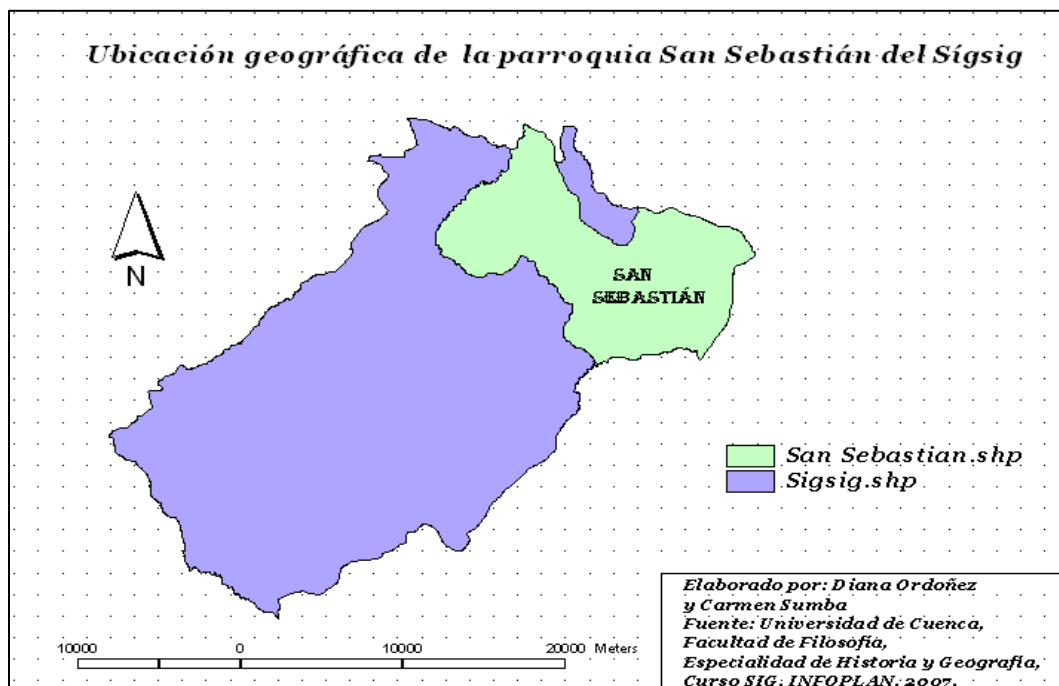 Ubicación geográfica de la parroquia San Sebastián del Sígsig
N
SAN
SEBASTIÁN
San Sebastian.shp
Sigsig.shp
10000 0 10000 20000 Meters
Elaborado por: Diana Ordoñez
y Carmen Sumba
Fuente: Universidad de Cuenca,
Facultad de Filosofía,
Especialidad de Historia y Geografía,
Curso SIG; INFOPLAN, 2007.